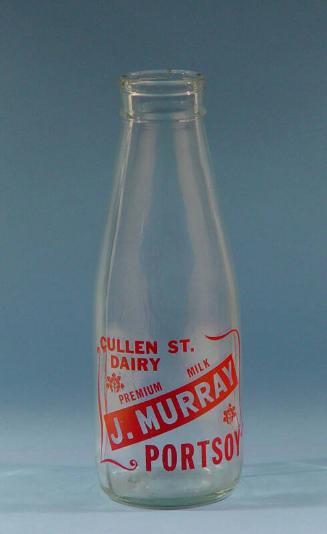 CULLEN ST.
DAIRY
PREMIUM MILK
J. MURRAY
PORTSOY